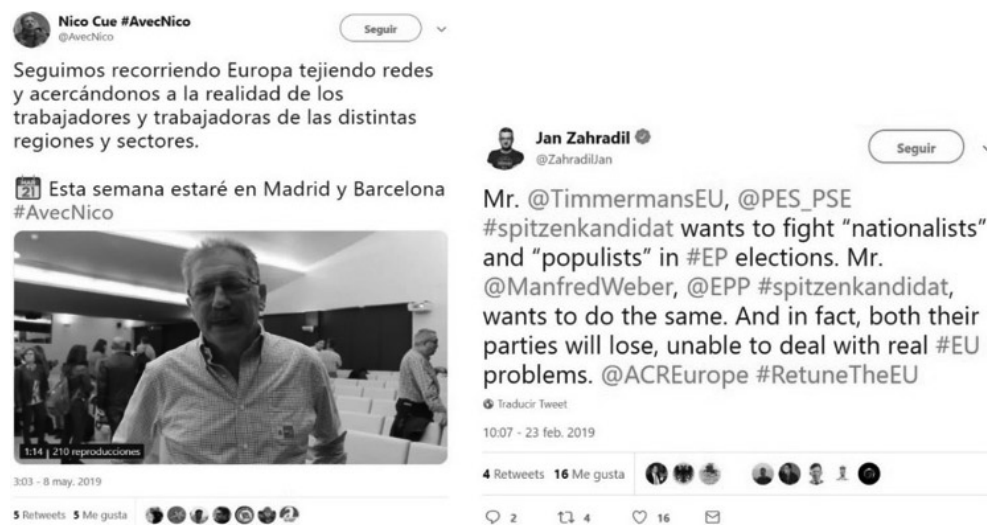 Nico Cue #AvecNico
@AvecNico
Seguir
Seguimos recorriendo Europa tejiendo redes
y acercándonos a la realidad de los
trabajadores y trabajadoras de las distintas
regiones y sectores.
21 Esta semana estaré en Madrid y Barcelona
#AvecNico
1:14 | 210 reproducciones
3:03 - 8 may. 2019
5 Retweets 5 Me gusta
Jan Zahradil
@ZahradilJan
Seguir
Mr. @TimmermansEU, @PES_PSE
#spitzenkandidat wants to fight “nationalists”
and “populists” in #EP elections. Mr.
@ManfredWeber, @EPP #spitzenkandidat,
wants to do the same. And in fact, both their
parties will lose, unable to deal with real #EU
problems. @ACREurope #RetuneTheEU
Traducir Tweet
10:07 - 23 feb. 2019
4 Retweets 16 Me gusta
2 4 16